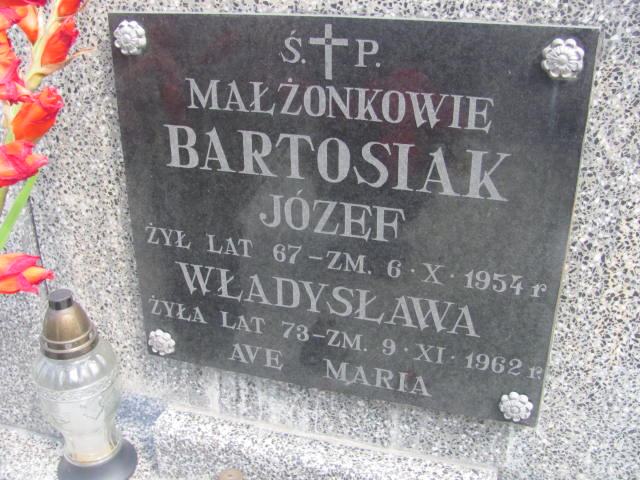 Ś. P.
MAŁŻONKOWIE
BARTOSIAK
JÓZEF
ŻYŁ LAT 67 - ZM. 6 · X · 1954 r
WŁADYSŁAWA
ŻYŁA LAT 73 - ZM. 9 · XI · 1962 r.
AVE MARIA